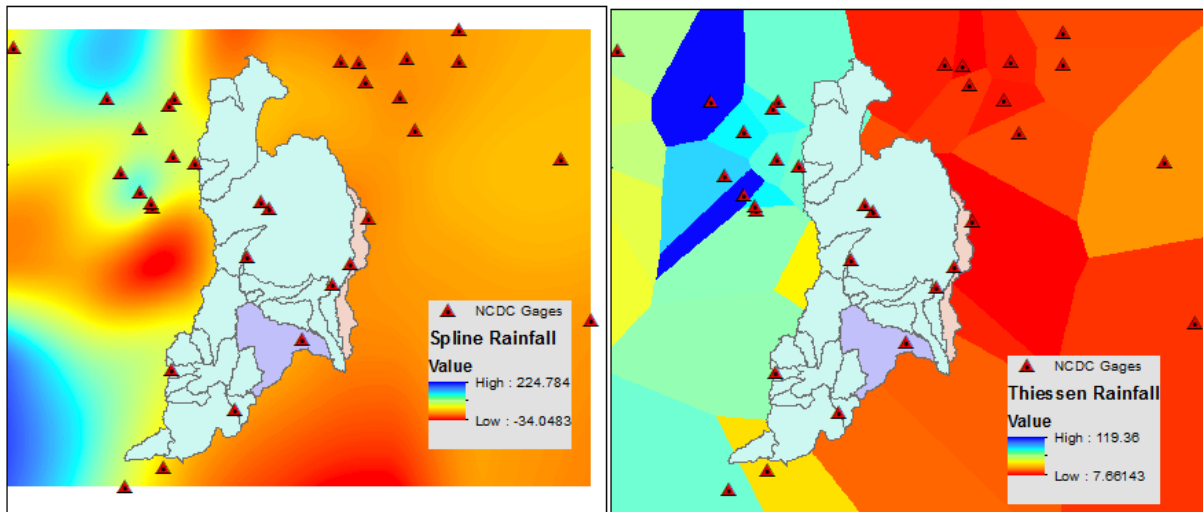 NCDC Gages
Spline Rainfall
Value
High : 224.784
Low : -34.0483
NCDC Gages
Thiessen Rainfall
Value
High : 119.36
Low : 7.66143